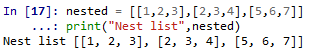 In [17]: nested = [[1,2,3],[2,3,4],[5,6,7]]
...: print("Nest list",nested)
Nest list [[1, 2, 3], [2, 3, 4], [5, 6, 7]]